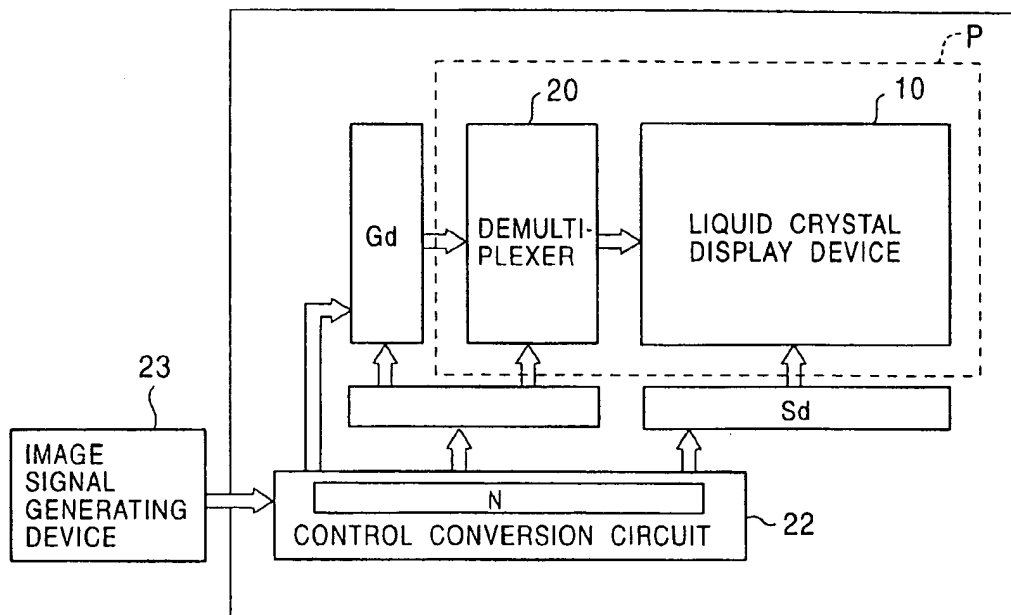 P
20
10
Gd
DEMULTI-
PLEXER
LIQUID CRYSTAL
DISPLAY DEVICE
23
Sd
IMAGE
SIGNAL
GENERATING
DEVICE
N
CONTROL CONVERSION CIRCUIT
22